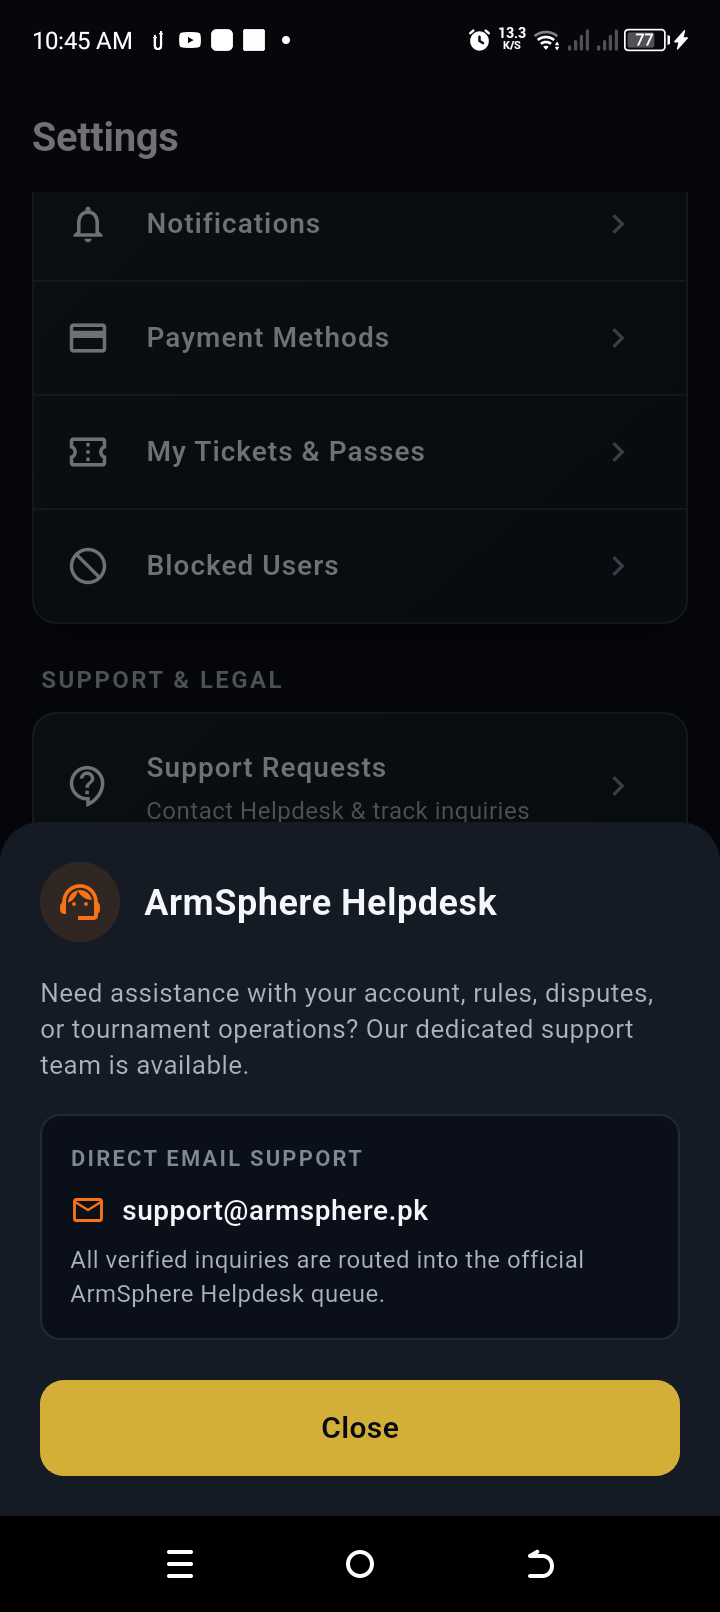 10:45 AM
13.3
K/S
77
Settings
Notifications
Payment Methods
My Tickets & Passes
Blocked Users
SUPPORT & LEGAL
Support Requests
Contact Helpdesk & track inquiries
ArmSphere Helpdesk
Need assistance with your account, rules, disputes,
or tournament operations? Our dedicated support
team is available.
DIRECT EMAIL SUPPORT
support@armsphere.pk
All verified inquiries are routed into the official
ArmSphere Helpdesk queue.
Close